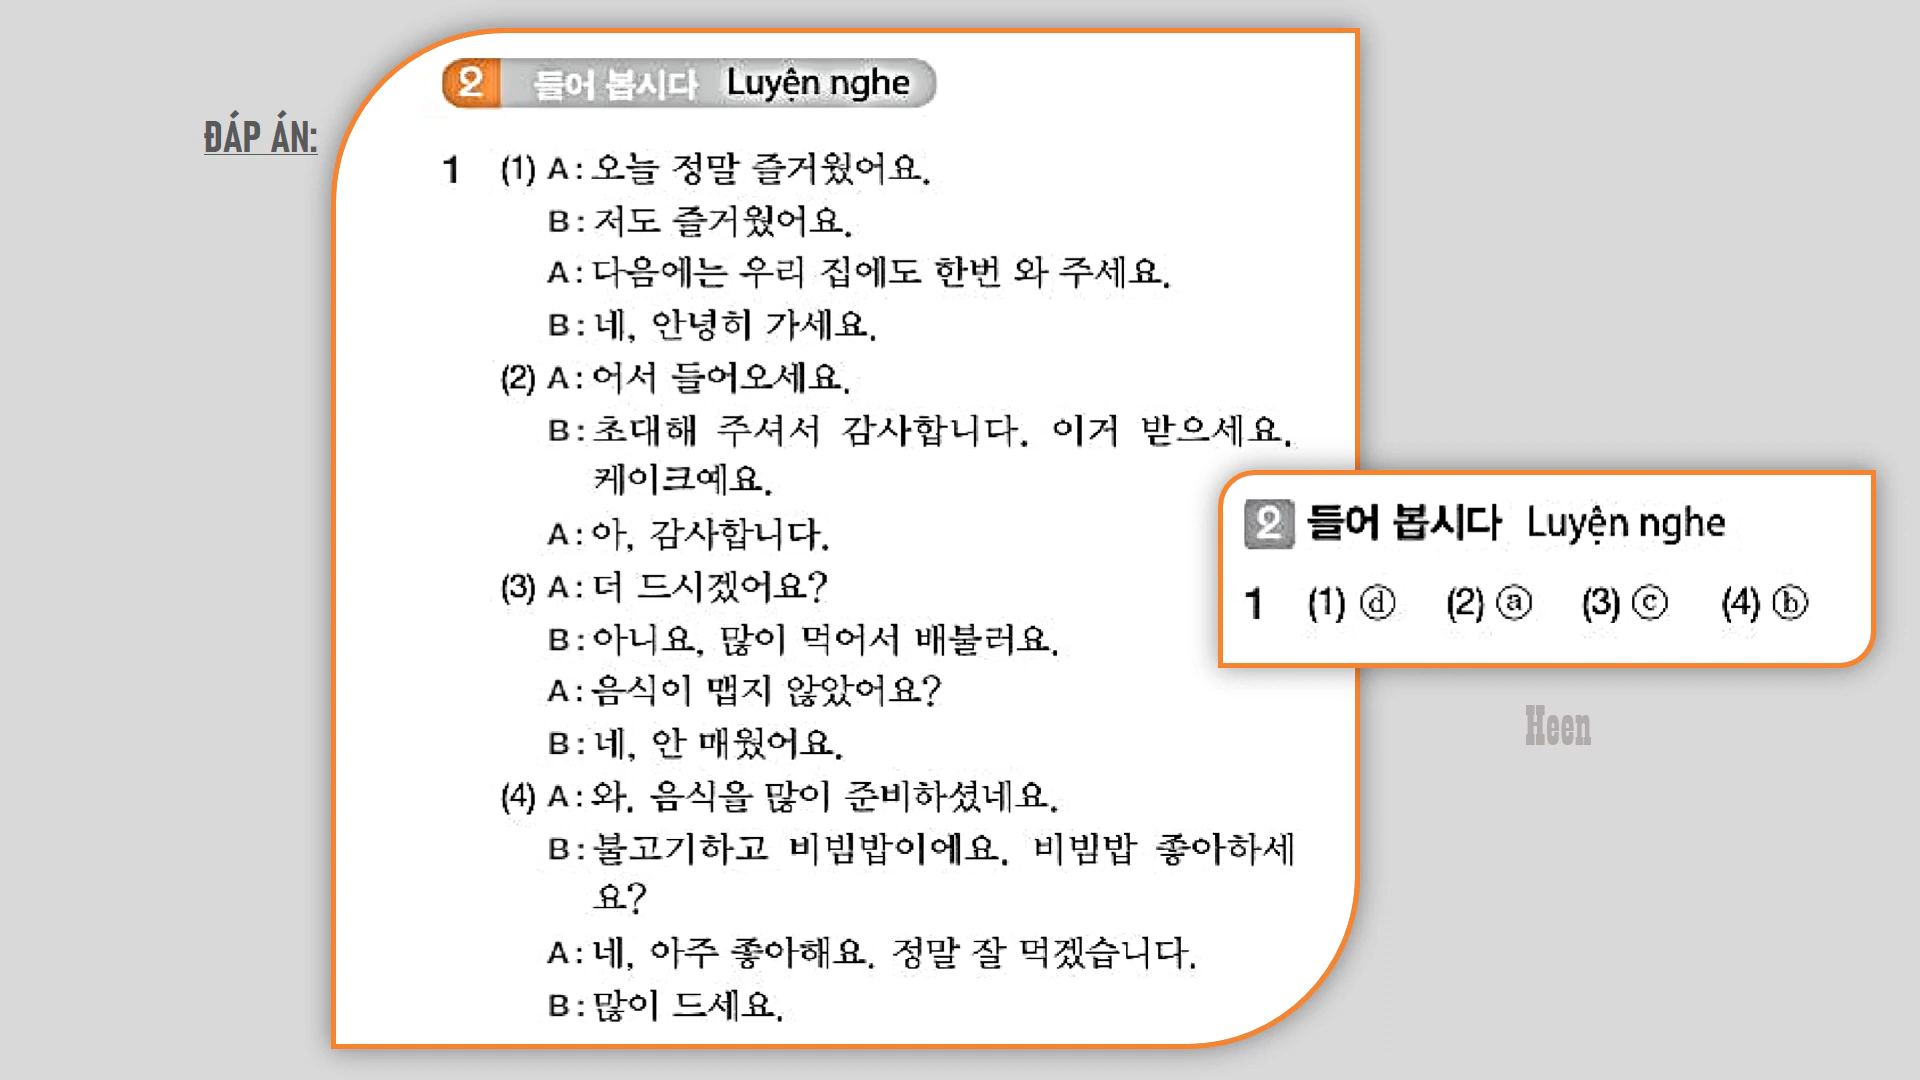 ĐÁP ÁN:
2 들어 봅시다 Luyện nghe
1 (1) A : 오늘 정말 즐거웠어요.
B : 저도 즐거웠어요.
A : 다음에는 우리 집에도 한번 와 주세요.
B : 네, 안녕히 가세요.
(2) A : 어서 들어오세요.
B : 초대해 주셔서 감사합니다. 이거 받으세요.
케이크예요.
A : 아, 감사합니다.
(3) A : 더 드시겠어요?
B : 아니요, 많이 먹어서 배불러요.
A : 음식이 맵지 않았어요?
B : 네, 안 매웠어요.
(4) A : 와. 음식을 많이 준비하셨네요.
B : 불고기하고 비빔밥이에요. 비빔밥 좋아하세
요?
A : 네, 아주 좋아해요. 정말 잘 먹겠습니다.
B : 많이 드세요.
2 들어 봅시다 Luyện nghe
1 (1) ⓓ (2) ⓐ (3) ⓒ (4) ⓑ
Heen